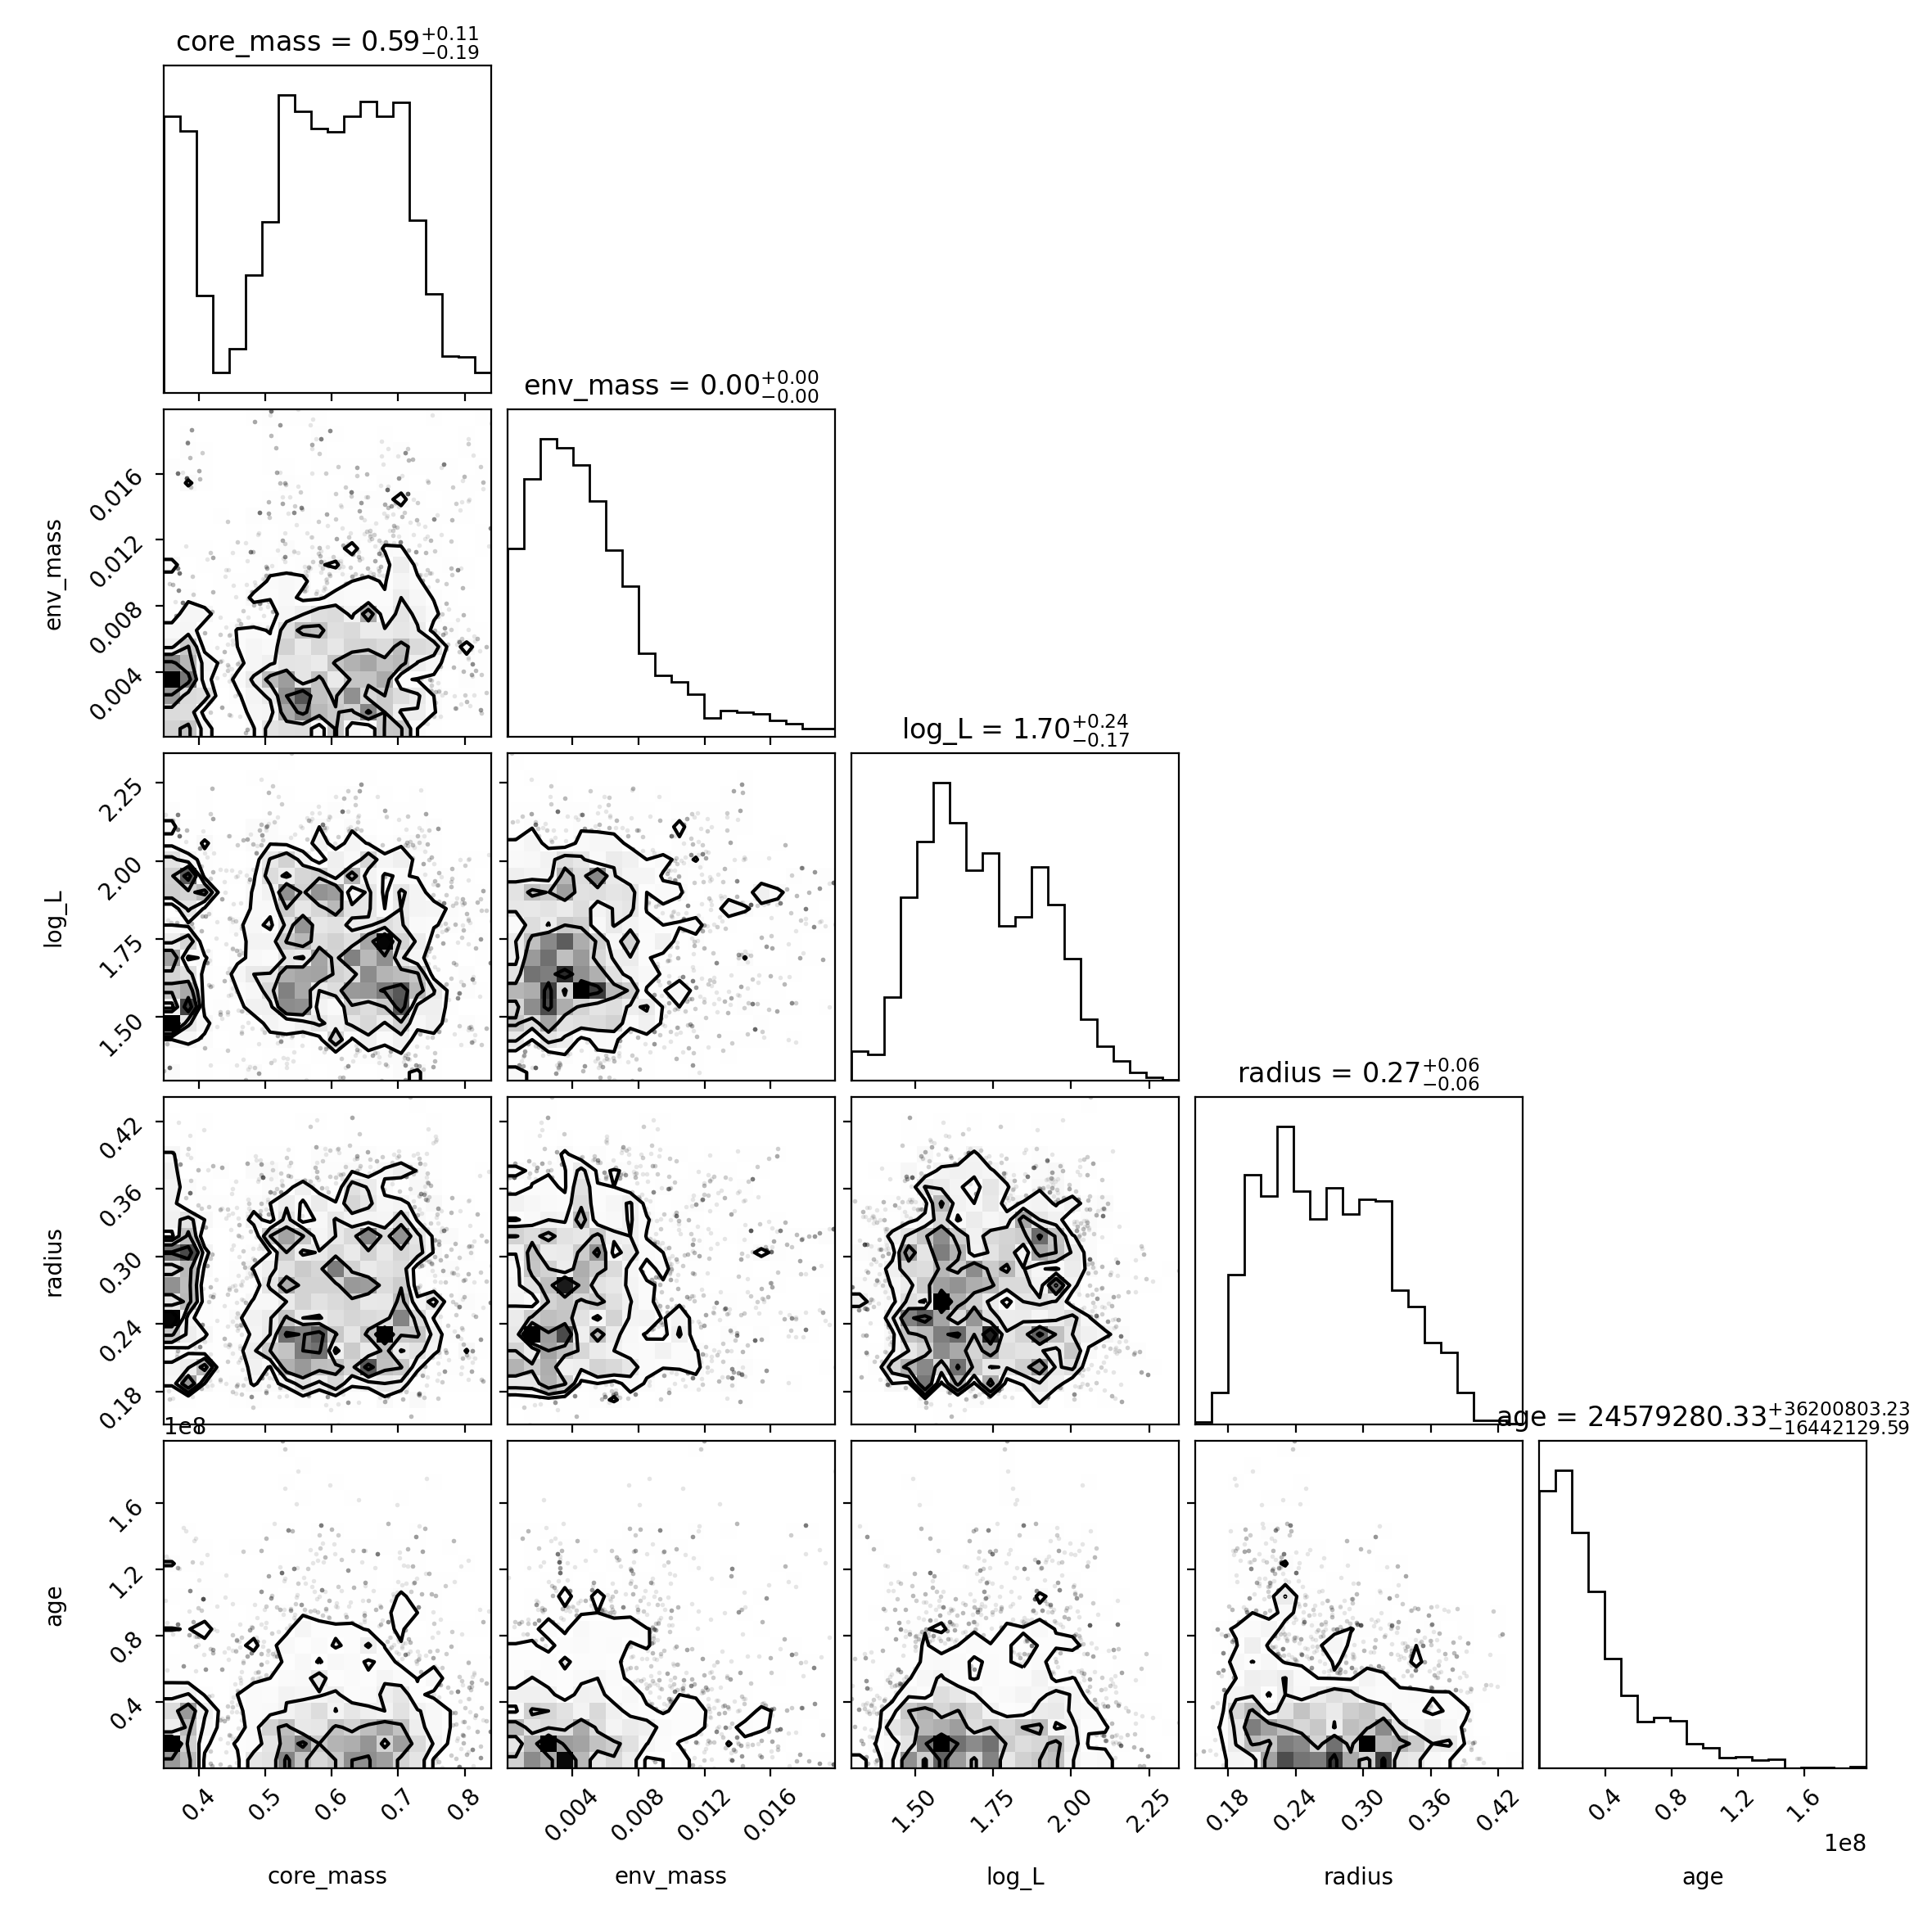 core_mass = 0.59+0.11−0.19
env_mass = 0.00+0.00−0.00
0.016
0.012
0.008
0.004
env_mass
log_L = 1.70+0.24−0.17
2.25
2.00
1.75
1.50
log_L
radius = 0.27+0.06−0.06
0.42
0.36
0.30
0.24
0.18
radius
1e8
age = 24579280.33+36200803.23−16442129.59
1.6
1.2
0.8
0.4
age
0.4 0.5 0.6 0.7 0.8
0.004 0.008 0.012 0.016
1.50 1.75 2.00 2.25
0.18 0.24 0.30 0.36 0.42
0.4 0.8 1.2 1.6
1e8
core_mass env_mass log_L radius age